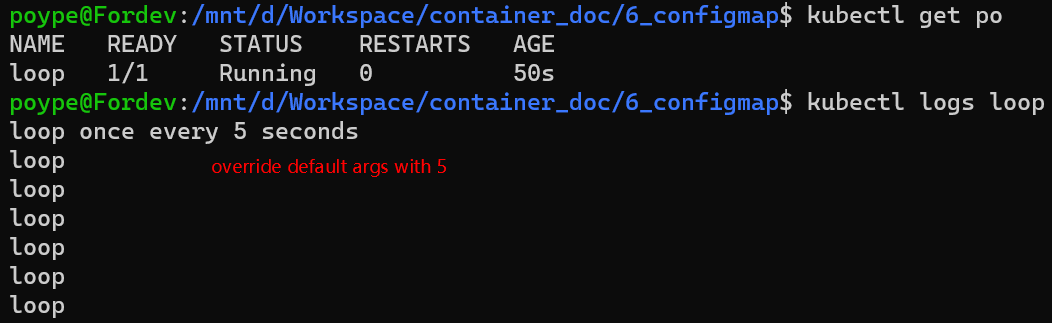 poype@Fordev:/mnt/d/Workspace/container_doc/6_configmap$ kubectl get po
NAME   READY   STATUS    RESTARTS   AGE
loop   1/1     Running   0          50s
poype@Fordev:/mnt/d/Workspace/container_doc/6_configmap$ kubectl logs loop
loop once every 5 seconds
loop
override default args with 5
loop
loop
loop
loop
loop